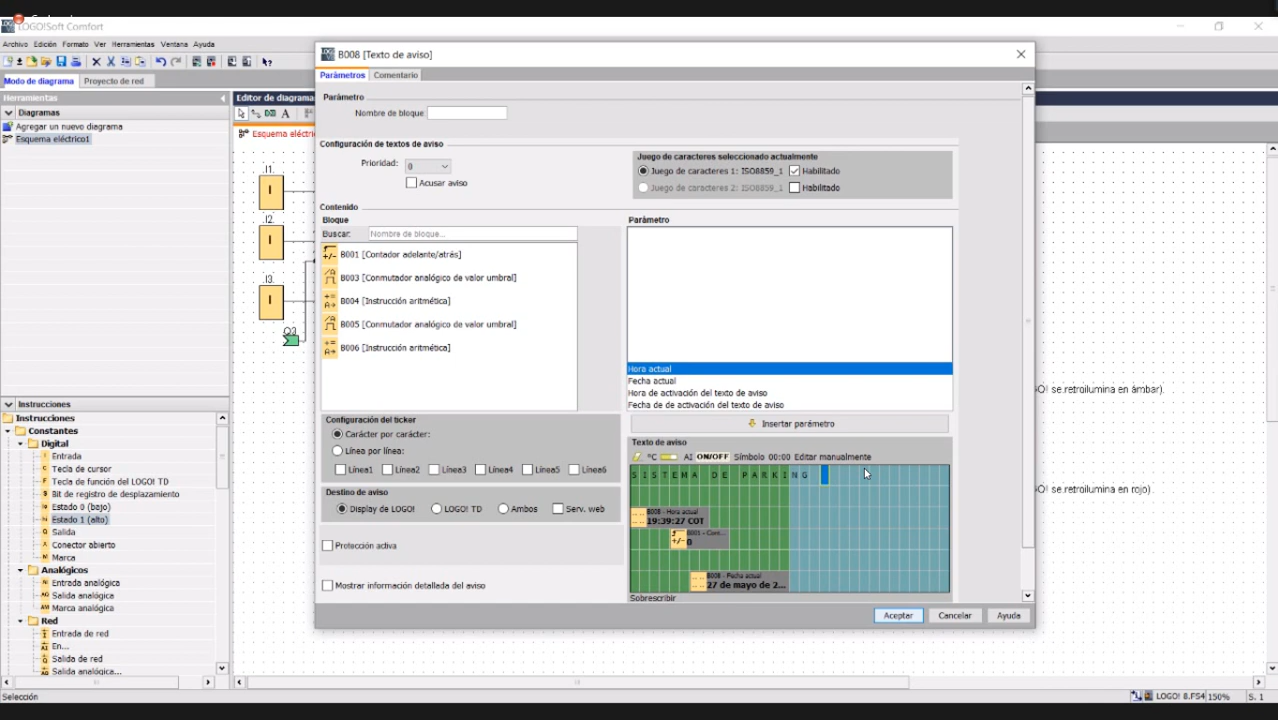 LOGO!Soft Comfort
Archivo Edición Formato Ver Herramientas Ventana Ayuda
Modo de diagrama Proyecto de red
Herramientas
Diagramas
Agregar un nuevo diagrama
Esquema eléctrico1
Instrucciones
Instrucciones
Constantes
Digital
Entrada
Tecla de cursor
Tecla de función del LOGO! TD
Bit de registro de desplazamiento
Estado 0 (bajo)
Estado 1 (alto)
Salida
Conector abierto
Marca
Analógicos
Entrada analógica
Salida analógica
Marca analógica
Red
Entrada de red
En...
Salida de red
Salida analógica...
Selección
Editor de diagrama
Esquema eléctri
I1
I
I2
I
I3
I
Q3
B008 [Texto de aviso]
Parámetros Comentario
Parámetro
Nombre de bloque
Configuración de textos de aviso
Prioridad: 0
Acusar aviso
Juego de caracteres seleccionado actualmente
Juego de caracteres 1: ISO8859_1 Habilitado
Juego de caracteres 2: ISO8859_1 Habilitado
Contenido
Bloque
Buscar: Nombre de bloque...
B001 [Contador adelante/atrás]
B003 [Conmutador analógico de valor umbral]
B004 [Instrucción aritmética]
B005 [Conmutador analógico de valor umbral]
B006 [Instrucción aritmética]
Parámetro
Hora actual
Fecha actual
Hora de activación del texto de aviso
Fecha de de activación del texto de aviso
Insertar parámetro
Configuración del ticker
Carácter por carácter:
Línea por línea:
Línea1 Línea2 Línea3 Línea4 Línea5 Línea6
Destino de aviso
Display de LOGO! LOGO! TD Ambos Serv. web
Protección activa
Mostrar información detallada del aviso
Texto de aviso
°C AI ON/OFF Símbolo 00:00 Editar manualmente
SISTEMA DE PARKING
B008 - Hora actual
19:39:27 COT
B001 - Cont...
0
B008 - Fecha actual
27 de mayo de 2...
Sobrescribir
Aceptar Cancelar Ayuda
GO! se.retroilumina en ámbar).
GO! se.retroilumina en rojo)
LOGO! 8.FS4 150% S. 1